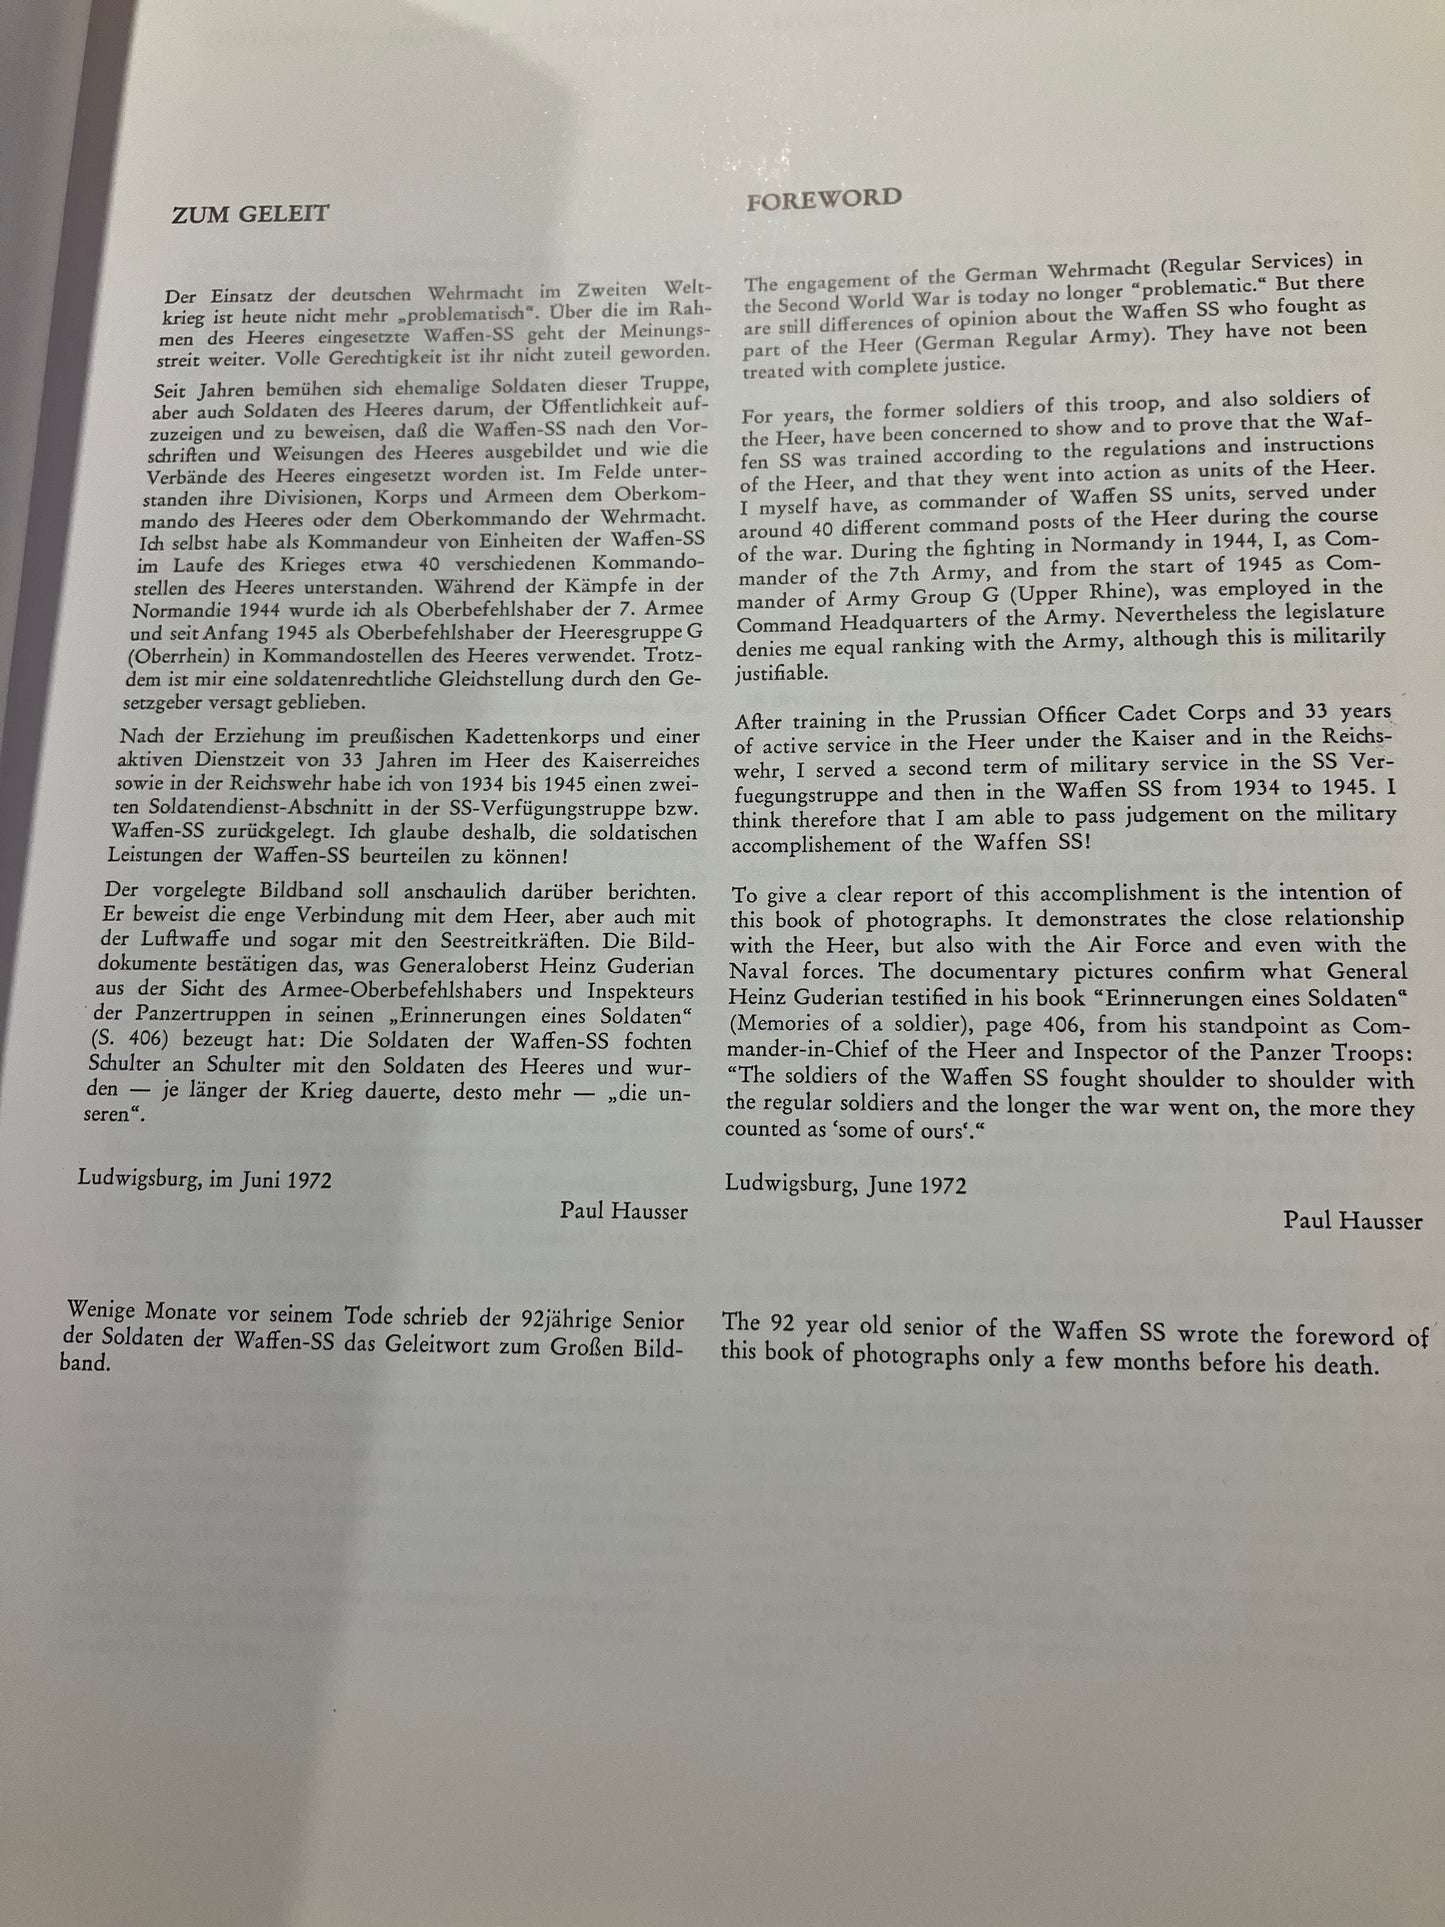 ZUM GELEIT
Der Einsatz der deutschen Wehrmacht im Zweiten Welt-
krieg ist heute nicht mehr „problematisch“. Über die im Rah-
men des Heeres eingesetzte Waffen-SS geht der Meinungs-
streit weiter. Volle Gerechtigkeit ist ihr nicht zuteil geworden.
Seit Jahren bemühen sich ehemalige Soldaten dieser Truppe,
aber auch Soldaten des Heeres darum, der Öffentlichkeit auf-
zuzeigen und zu beweisen, daß die Waffen-SS nach den Vor-
schriften und Weisungen des Heeres ausgebildet und wie die
Verbände des Heeres eingesetzt worden ist. Im Felde unter-
standen ihre Divisionen, Korps und Armeen dem Oberkom-
mando des Heeres oder dem Oberkommando der Wehrmacht.
Ich selbst habe als Kommandeur von Einheiten der Waffen-SS
im Laufe des Krieges etwa 40 verschiedenen Kommando-
stellen des Heeres unterstanden. Während der Kämpfe in der
Normandie 1944 wurde ich als Oberbefehlshaber der 7. Armee
und seit Anfang 1945 als Oberbefehlshaber der Heeresgruppe G
(Oberrhein) in Kommandostellen des Heeres verwendet. Trotz-
dem ist mir eine soldatenrechtliche Gleichstellung durch den Ge-
setzgeber versagt geblieben.
Nach der Erziehung im preußischen Kadettenkorps und einer
aktiven Dienstzeit von 33 Jahren im Heer des Kaiserreiches
sowie in der Reichswehr habe ich von 1934 bis 1945 einen zwei-
ten Soldatendienst-Abschnitt in der SS-Verfügungstruppe bzw.
Waffen-SS zurückgelegt. Ich glaube deshalb, die soldatischen
Leistungen der Waffen-SS beurteilen zu können!
Der vorgelegte Bildband soll anschaulich darüber berichten.
Er beweist die enge Verbindung mit dem Heer, aber auch mit
der Luftwaffe und sogar mit den Seestreitkräften. Die Bild-
dokumente bestätigen das, was Generaloberst Heinz Guderian
aus der Sicht des Armee-Oberbefehlshabers und Inspekteurs
der Panzertruppen in seinen „Erinnerungen eines Soldaten“
(S. 406) bezeugt hat: Die Soldaten der Waffen-SS fochten
Schulter an Schulter mit den Soldaten des Heeres und wur-
den — je länger der Krieg dauerte, desto mehr — „die un-
seren“.
Ludwigsburg, im Juni 1972
Paul Hausser
Wenige Monate vor seinem Tode schrieb der 92jährige Senior
der Soldaten der Waffen-SS das Geleitwort zum Großen Bild-
band.
FOREWORD
The engagement of the German Wehrmacht (Regular Services) in
the Second World War is today no longer “problematic.“ But there
are still differences of opinion about the Waffen SS who fought as
part of the Heer (German Regular Army). They have not been
treated with complete justice.
For years, the former soldiers of this troop, and also soldiers of
the Heer, have been concerned to show and to prove that the Waf-
fen SS was trained according to the regulations and instructions
of the Heer, and that they went into action as units of the Heer.
I myself have, as commander of Waffen SS units, served under
around 40 different command posts of the Heer during the course
of the war. During the fighting in Normandy in 1944, I, as Com-
mander of the 7th Army, and from the start of 1945 as Com-
mander of Army Group G (Upper Rhine), was employed in the
Command Headquarters of the Army. Nevertheless the legislature
denies me equal ranking with the Army, although this is militarily
justifiable.
After training in the Prussian Officer Cadet Corps and 33 years
of active service in the Heer under the Kaiser and in the Reichs-
wehr, I served a second term of military service in the SS Ver-
fuegungstruppe and then in the Waffen SS from 1934 to 1945. I
think therefore that I am able to pass judgement on the military
accomplishement of the Waffen SS!
To give a clear report of this accomplishment is the intention of
this book of photographs. It demonstrates the close relationship
with the Heer, but also with the Air Force and even with the
Naval forces. The documentary pictures confirm what General
Heinz Guderian testified in his book “Erinnerungen eines Soldaten“
(Memories of a soldier), page 406, from his standpoint as Com-
mander-in-Chief of the Heer and Inspector of the Panzer Troops:
“The soldiers of the Waffen SS fought shoulder to shoulder with
the regular soldiers and the longer the war went on, the more they
counted as ‘some of ours‘.“
Ludwigsburg, June 1972
Paul Hausser
The 92 year old senior of the Waffen SS wrote the foreword of
this book of photographs only a few months before his death.